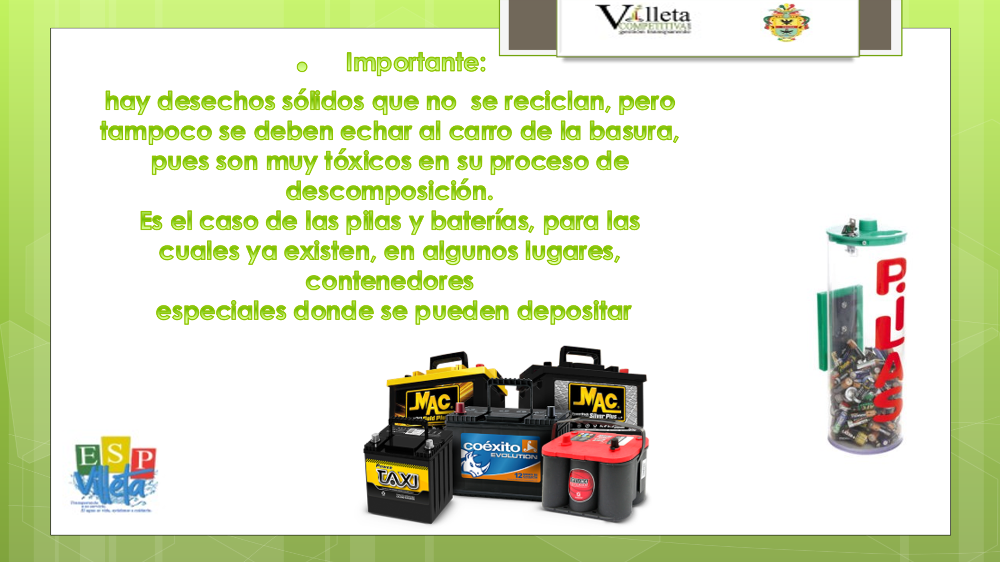 Villeta
COMPETITIVA
• Importante:
hay desechos sólidos que no se reciclan, pero
tampoco se deben echar al carro de la basura,
pues son muy tóxicos en su proceso de
descomposición.
Es el caso de las pilas y baterías, para las
cuales ya existen, en algunos lugares,
contenedores
especiales donde se pueden depositar
PILAS
MAC
Gold Plus
MAC
Silver Plus
coéxito
EVOLUTION
12
POWER
TAXI
ESP
Villeta